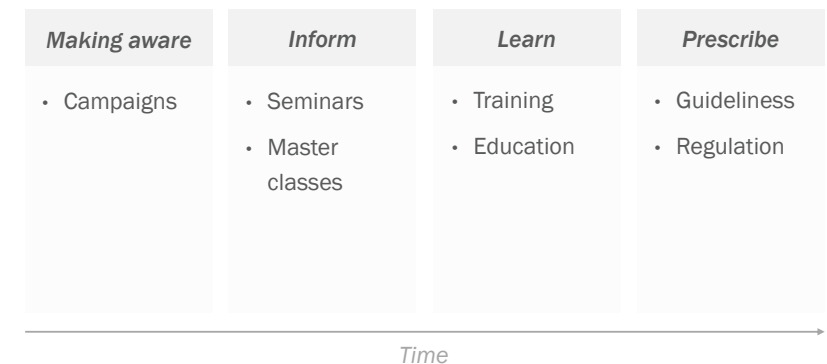 Making aware
Inform
Learn
Prescribe
• Campaigns
• Seminars
• Master
classes
• Training
• Education
• Guideliness
• Regulation
Time